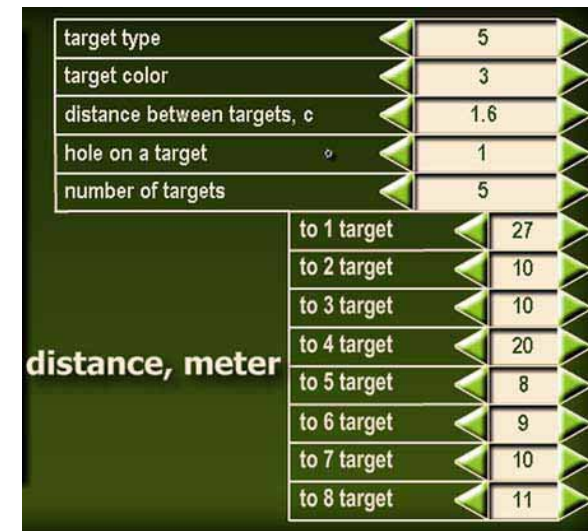 target type 5
target color 3
distance between targets, c 1.6
hole on a target 1
number of targets 5
to 1 target 27
to 2 target 10
to 3 target 10
to 4 target 20
distance, meter
to 5 target 8
to 6 target 9
to 7 target 10
to 8 target 11